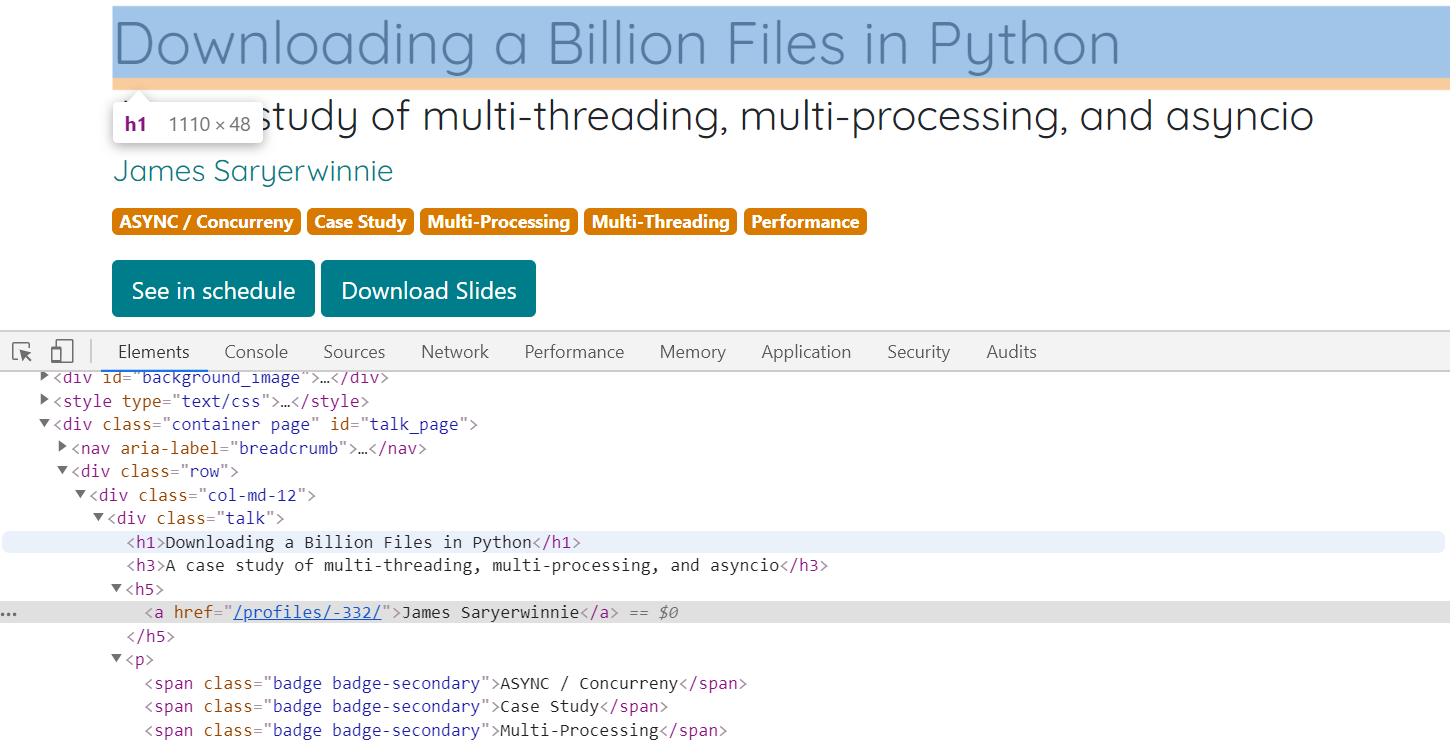 Downloading a Billion Files in Python
study of multi-threading, multi-processing, and asyncio
h1 1110 × 48
James Saryerwinnie
ASYNC / Concurreny Case Study Multi-Processing Multi-Threading Performance
See in schedule Download Slides
Elements Console Sources Network Performance Memory Application Security Audits
<div id="background_image">…</div>
<style type="text/css">…</style>
<div class="container page" id="talk_page">
<nav aria-label="breadcrumb">…</nav>
<div class="row">
<div class="col-md-12">
<div class="talk">
<h1>Downloading a Billion Files in Python</h1>
<h3>A case study of multi-threading, multi-processing, and asyncio</h3>
<h5>
<a href="/profiles/-332/">James Saryerwinnie</a> == $0
</h5>
<p>
<span class="badge badge-secondary">ASYNC / Concurreny</span>
<span class="badge badge-secondary">Case Study</span>
<span class="badge badge-secondary">Multi-Processing</span>